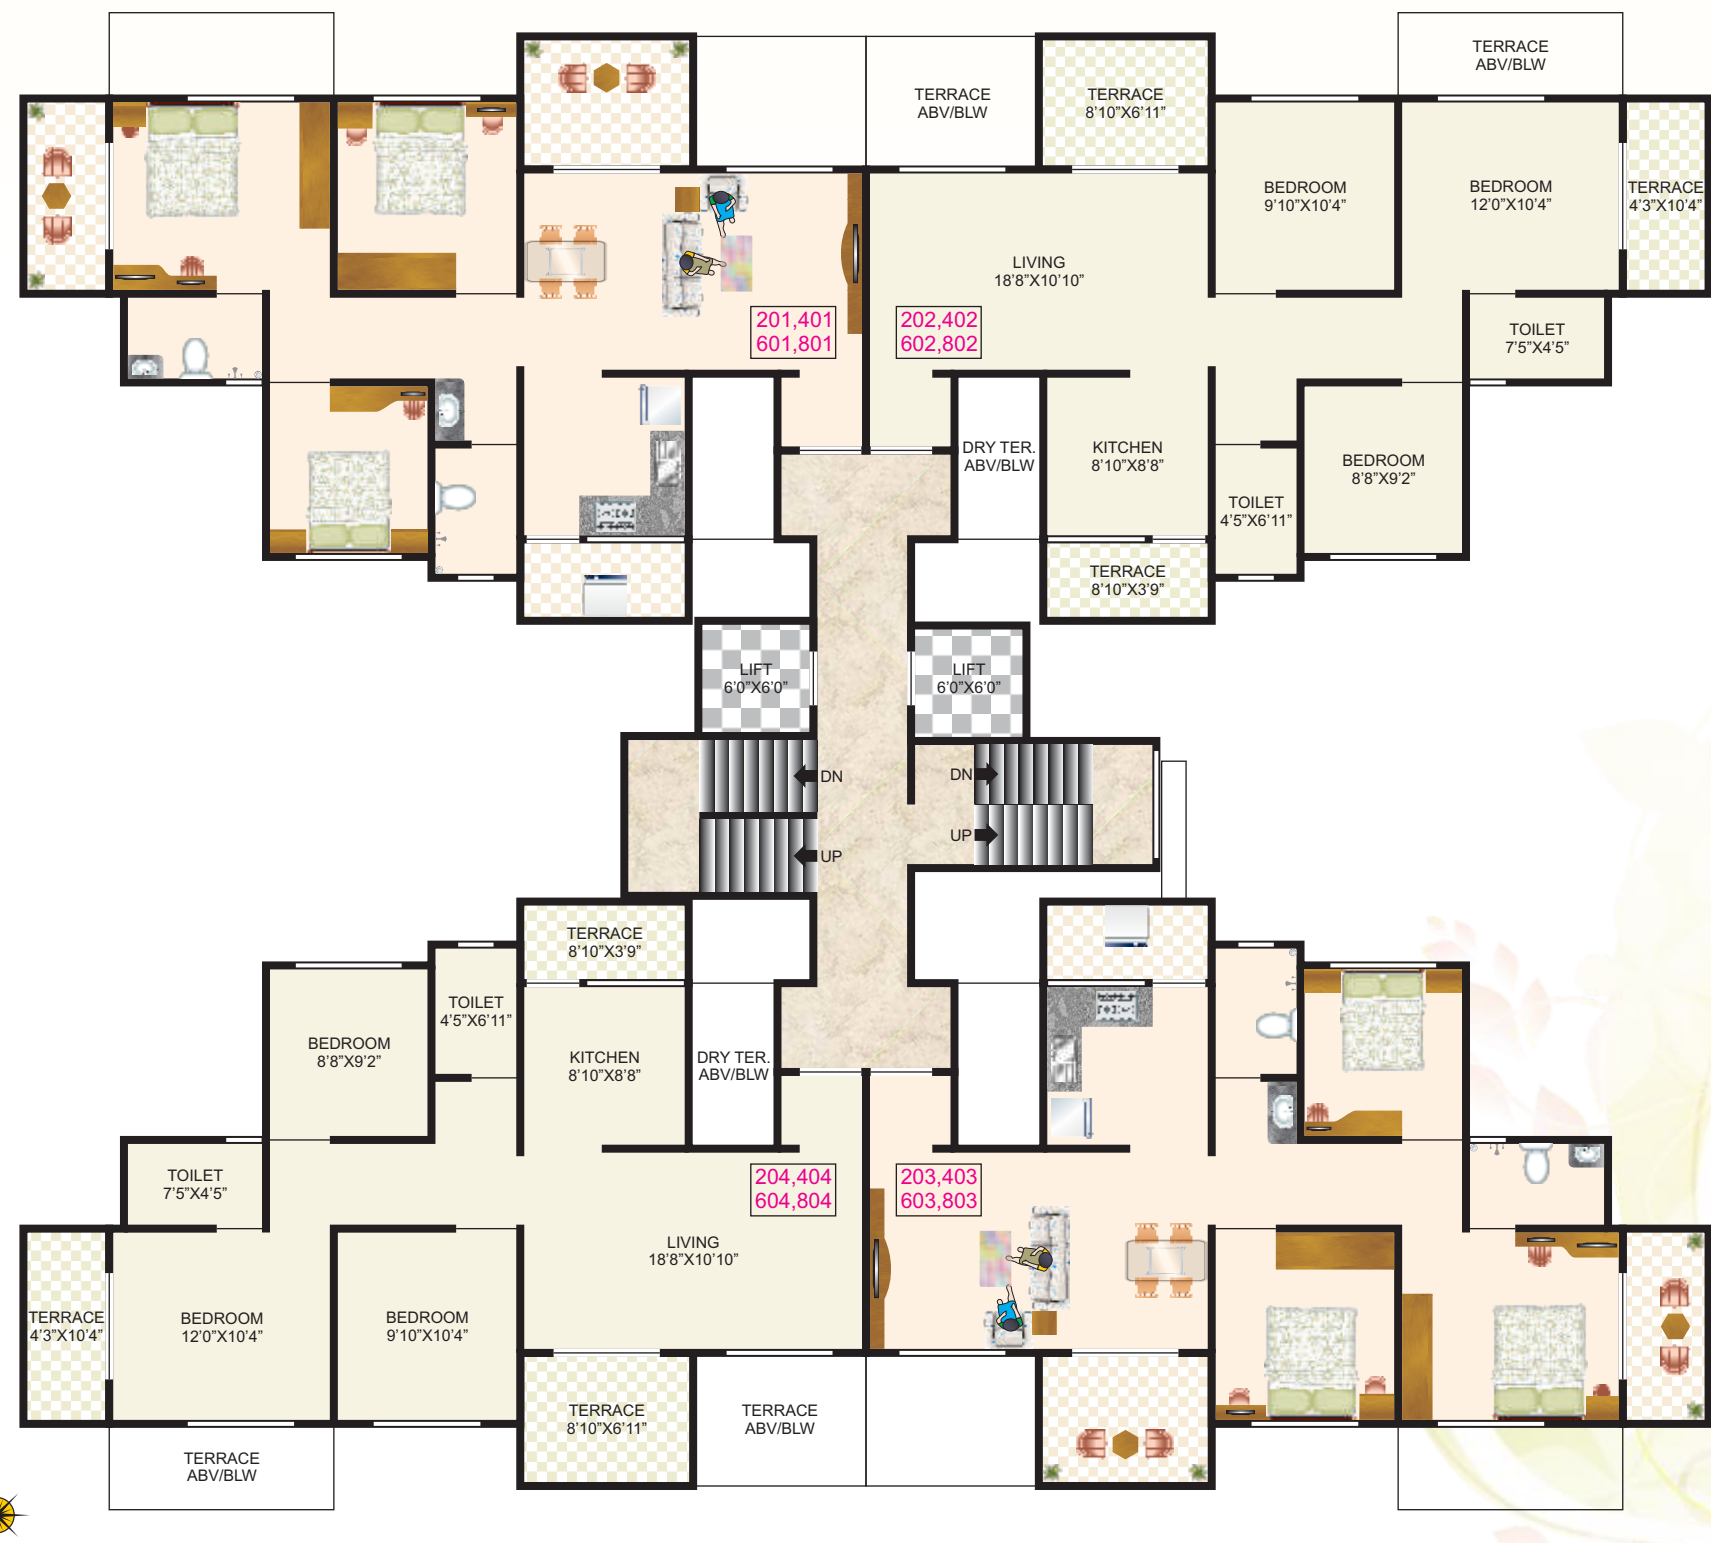 TERRACE
ABV/BLW
TERRACE
ABV/BLW
TERRACE
8'10"X6'11"
BEDROOM
9'10"X10'4"
BEDROOM
12'0"X10'4"
TERRACE
4'3"X10'4"
LIVING
18'8"X10'10"
201,401
601,801
202,402
602,802
TOILET
7'5"X4'5"
DRY TER.
ABV/BLW
KITCHEN
8'10"X8'8"
BEDROOM
8'8"X9'2"
TOILET
4'5"X6'11"
TERRACE
8'10"X3'9"
LIFT
6'0"X6'0"
LIFT
6'0"X6'0"
DN
DN
UP
UP
TERRACE
8'10"X3'9"
TOILET
4'5"X6'11"
BEDROOM
8'8"X9'2"
KITCHEN
8'10"X8'8"
DRY TER.
ABV/BLW
TOILET
7'5"X4'5"
204,404
604,804
203,403
603,803
LIVING
18'8"X10'10"
TERRACE
4'3"X10'4"
BEDROOM
12'0"X10'4"
BEDROOM
9'10"X10'4"
TERRACE
8'10"X6'11"
TERRACE
ABV/BLW
TERRACE
ABV/BLW